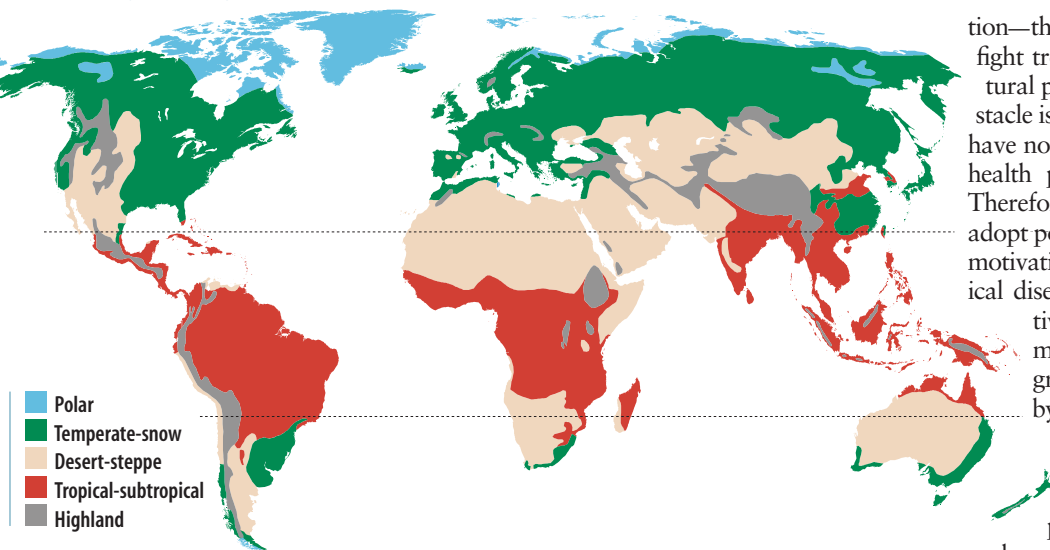 tion—th
fight tr
tural p
stacle is
have no
health p
Therefo
adopt po
motivati
ical dise
tiv
m
gr
by
Polar
Temperate-snow
Desert-steppe
Tropical-subtropical
Highland